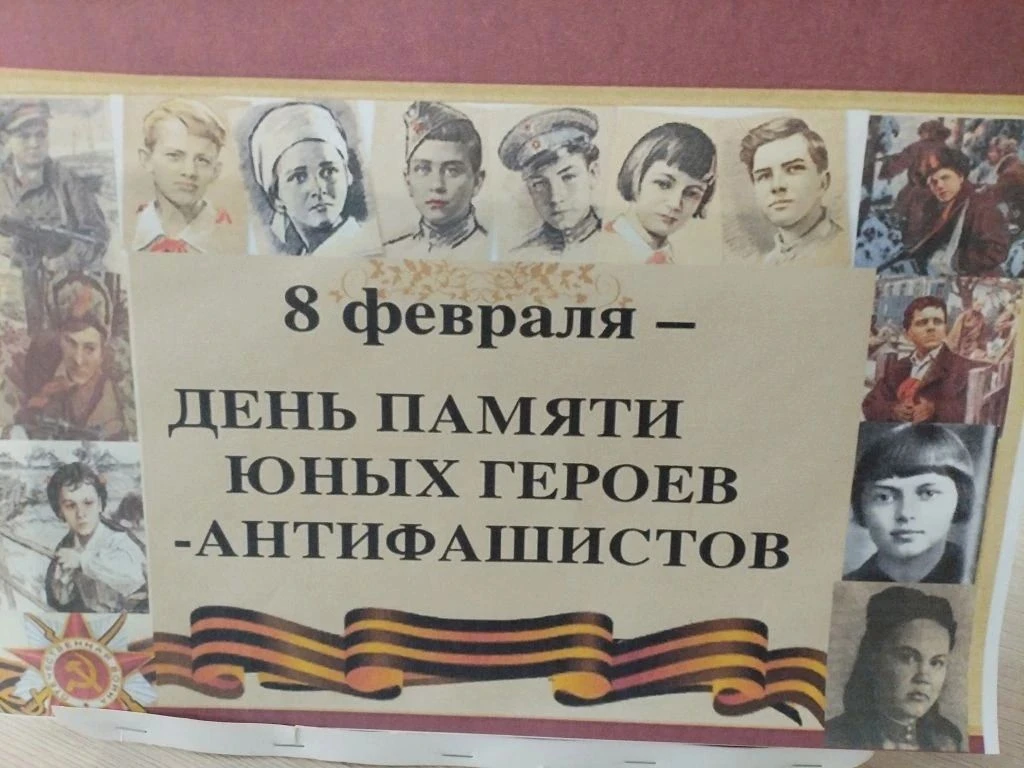 8 февраля –
ДЕНЬ ПАМЯТИ
ЮНЫХ ГЕРОЕВ
-АНТИФАШИСТОВ